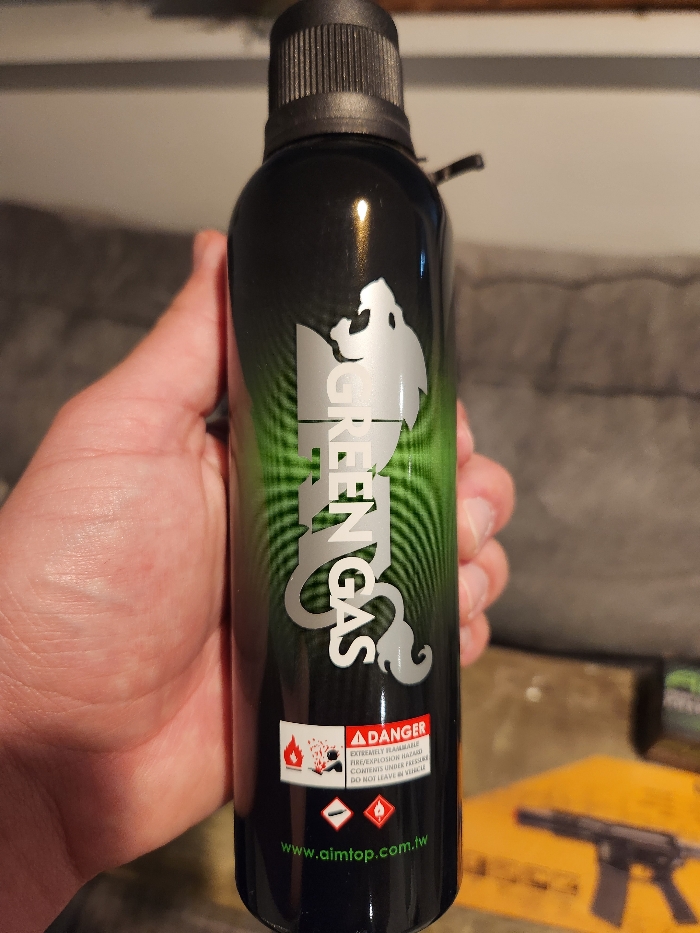 GREEN GAS
DANGER
EXTREMELY FLAMMABLE
FIRE/EXPLOSION HAZARD
CONTENTS UNDER PRESSURE
DO NOT LEAVE IN VEHICLE
www.aimtop.com.tw